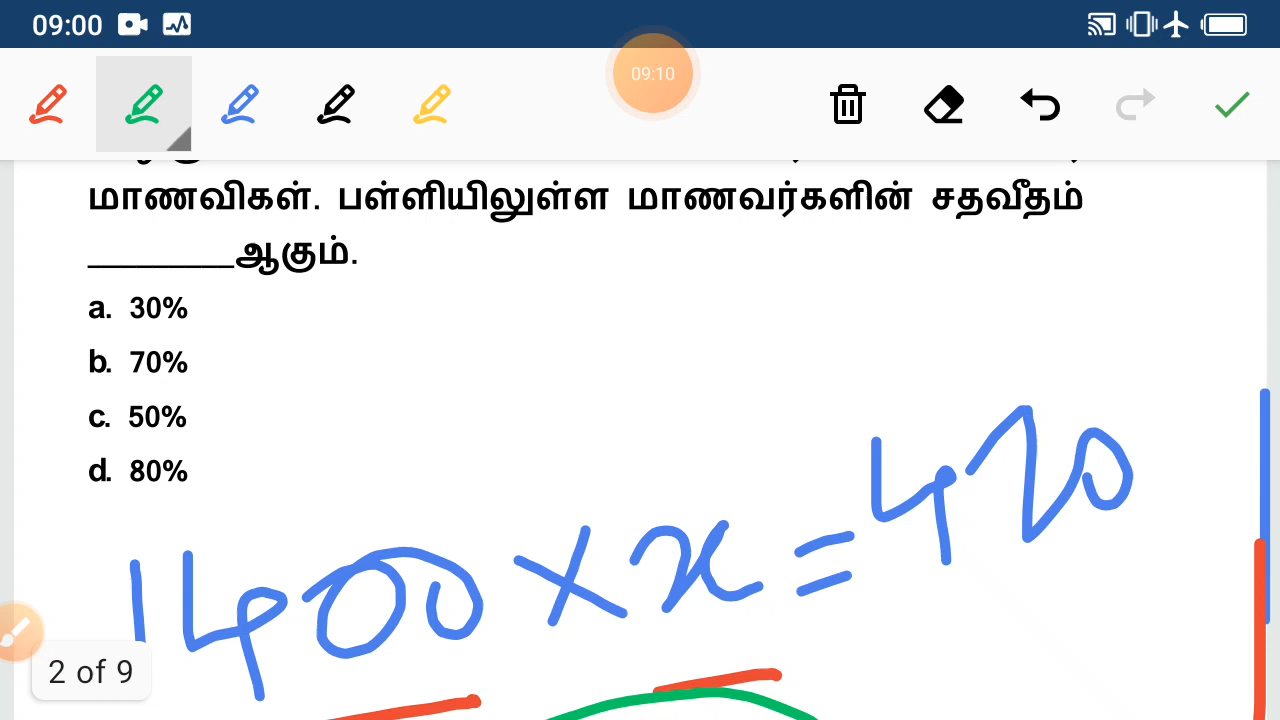 09:00
09:10
மாணவிகள். பள்ளியிலுள்ள மாணவர்களின் சதவீதம்
_________ஆகும்.
a. 30%
b. 70%
c. 50%
d. 80%
1400 × x = 420
2 of 9